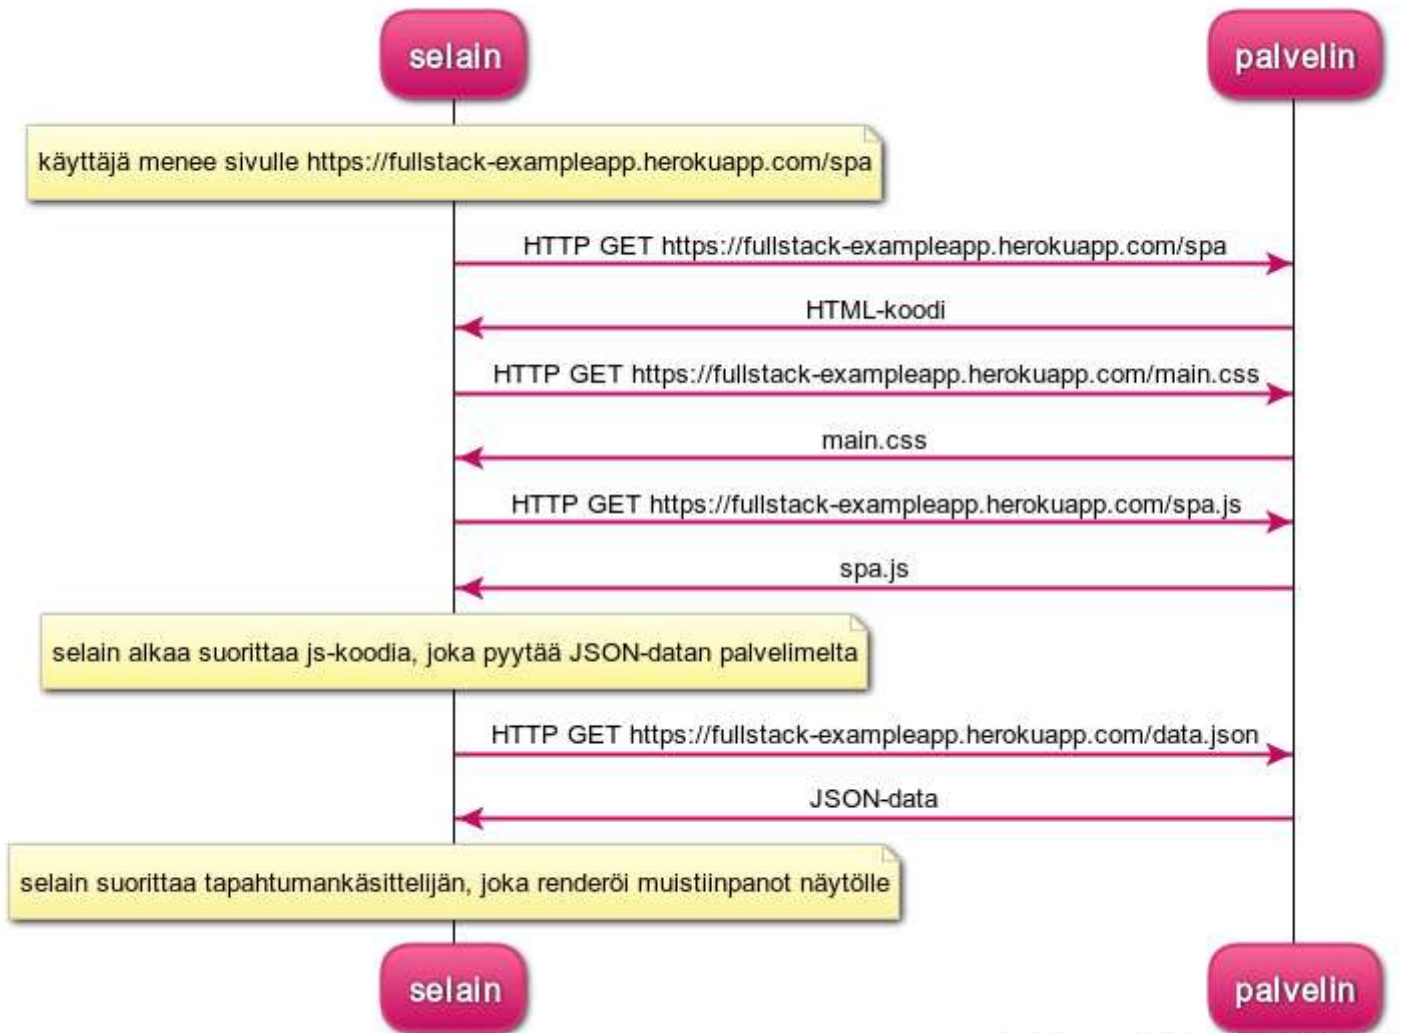 selain
palvelin
käyttäjä menee sivulle https://fullstack-exampleapp.herokuapp.com/spa
HTTP GET https://fullstack-exampleapp.herokuapp.com/spa
HTML-koodi
HTTP GET https://fullstack-exampleapp.herokuapp.com/main.css
main.css
HTTP GET https://fullstack-exampleapp.herokuapp.com/spa.js
spa.js
selain alkaa suorittaa js-koodia, joka pyytää JSON-datan palvelimelta
HTTP GET https://fullstack-exampleapp.herokuapp.com/data.json
JSON-data
selain suorittaa tapahtumankäsittelijän, joka renderöi muistiinpanot näytölle
selain
palvelin